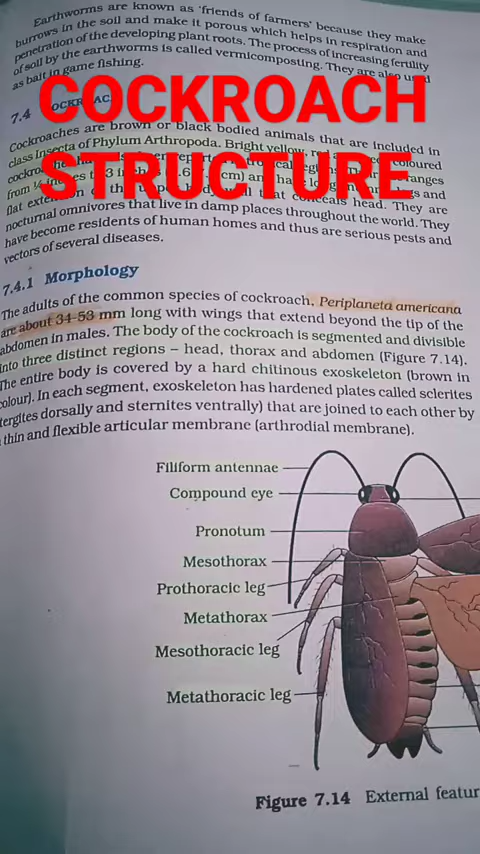 Earthworms are known as 'friends of farmers' because they make
burrows in the soil and make it porous which helps in respiration and
penetration of the developing plant roots. The process of increasing fertility
of soil by the earthworms is called vermicomposting. They are also used
as bait in game fishing.
COCKROACH
STRUCTURE
7.4 COCKROACH
Cockroaches are brown or black bodied animals that are included in
class Insecta of Phylum Arthropoda. Bright yellow, coloured
ranges
from and
flat head. They are
nocturnal omnivores that live in damp places throughout the world. They
have become residents of human homes and thus are serious pests and
vectors of several diseases.
7.4.1 Morphology
The adults of the common species of cockroach, Periplaneta americana
are about 34-53 mm long with wings that extend beyond the tip of the
abdomen in males. The body of the cockroach is segmented and divisible
into three distinct regions – head, thorax and abdomen (Figure 7.14).
The entire body is covered by a hard chitinous exoskeleton (brown in
colour). In each segment, exoskeleton has hardened plates called sclerites
(tergites dorsally and sternites ventrally) that are joined to each other by
thin and flexible articular membrane (arthrodial membrane).
Filiform antennae
Compound eye
Pronotum
Mesothorax
Prothoracic leg
Metathorax
Mesothoracic leg
Metathoracic leg
Figure 7.14 External featur